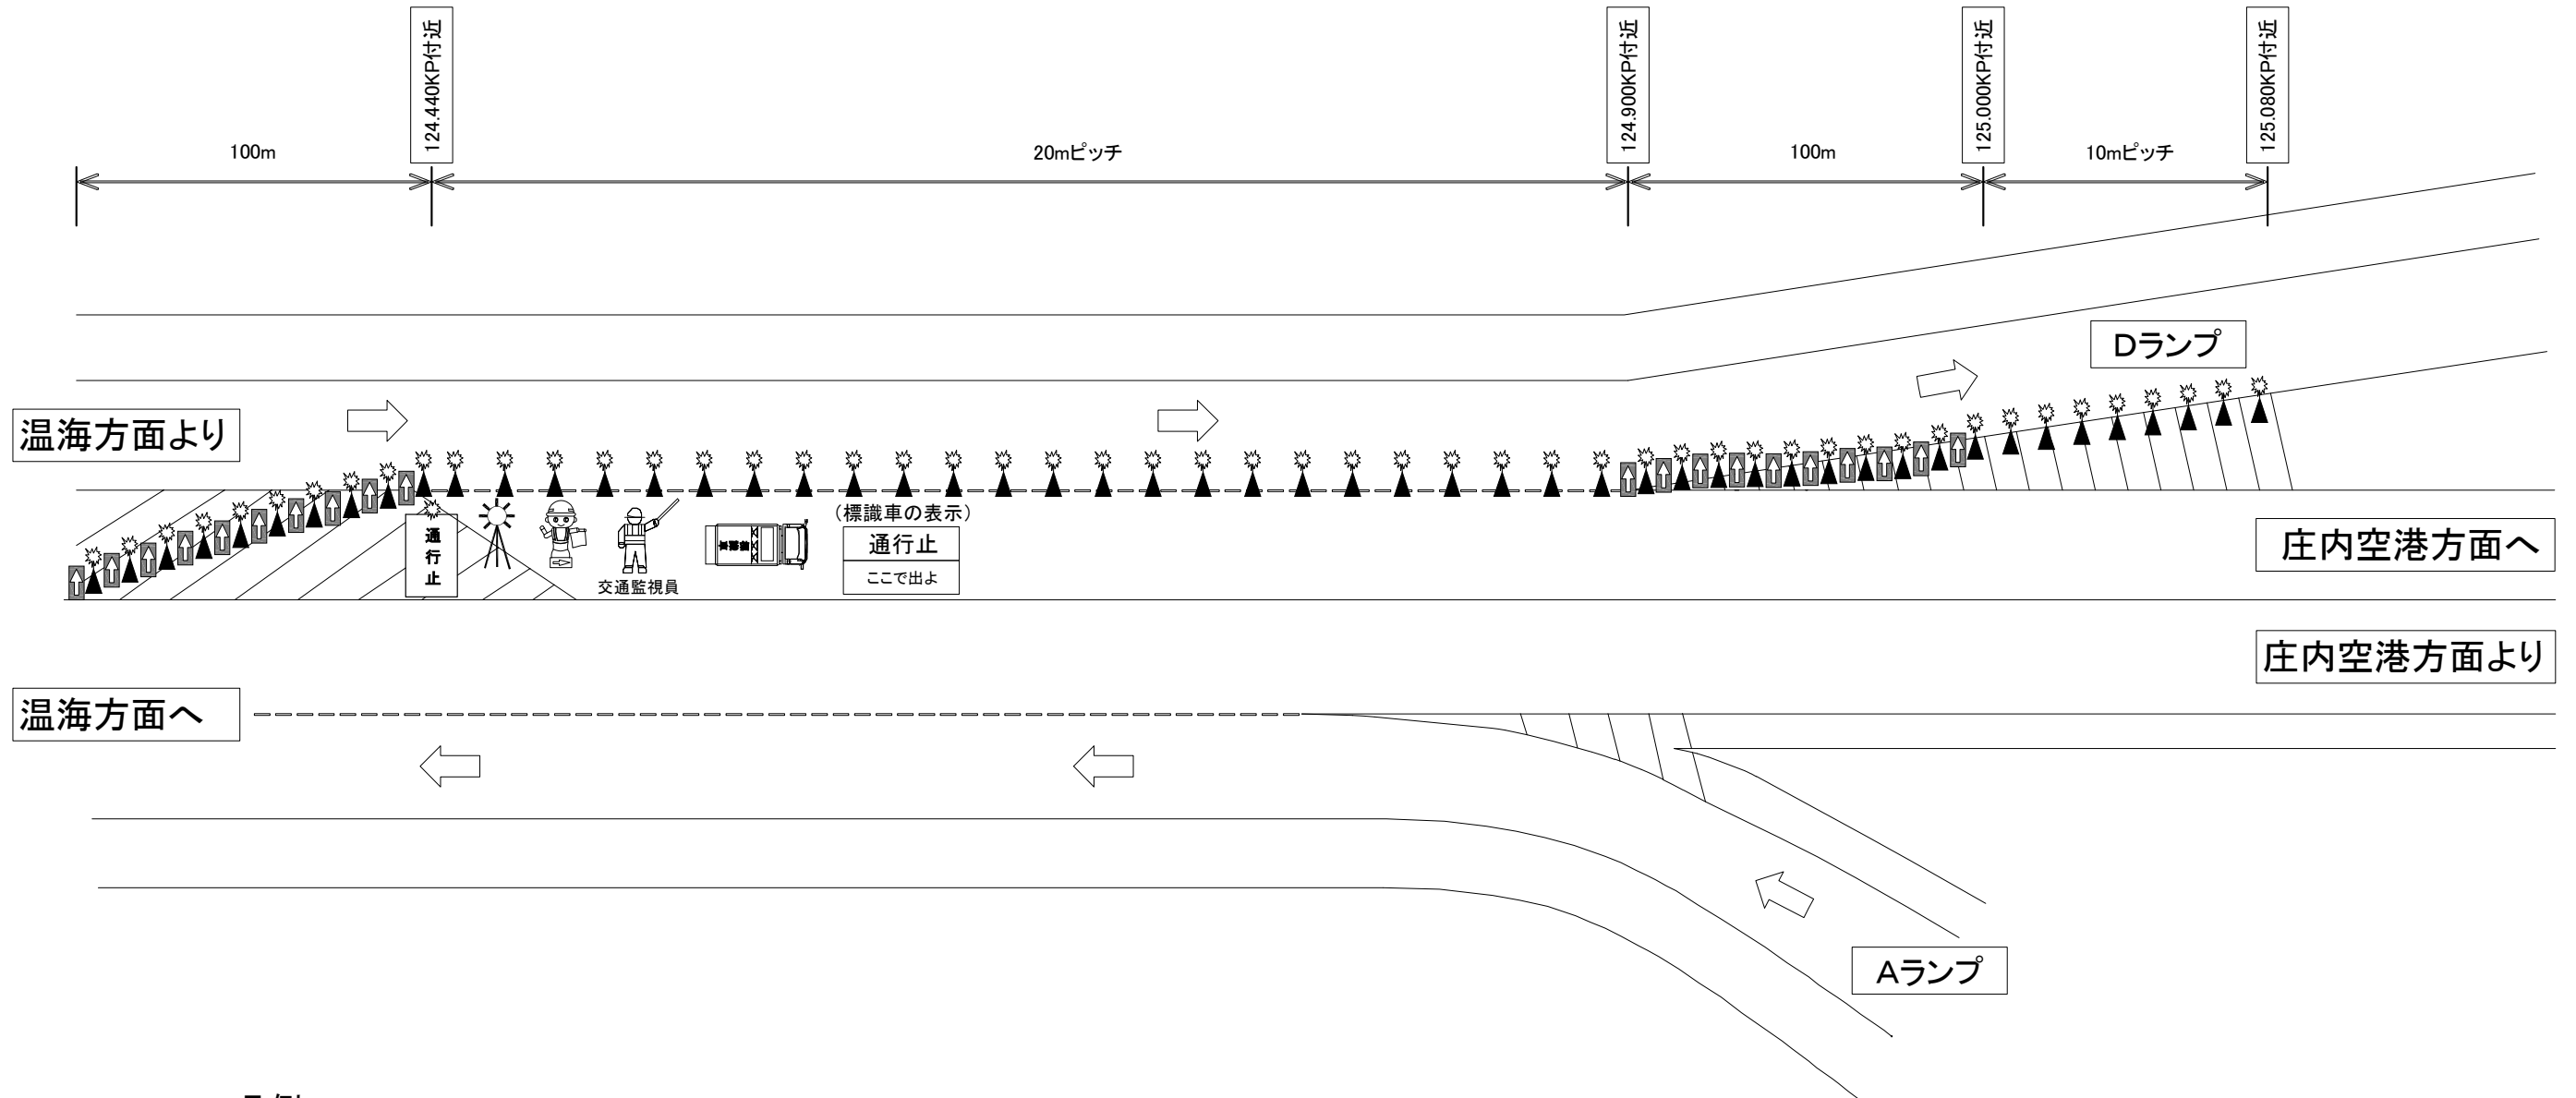 124.440KP付近
124.900KP付近
125.000KP付近
125.080KP付近
100m
20mピッチ
100m
10mピッチ
Dランプ
温海方面より
通行止
交通監視員
(標識車の表示)
通行止
ここで出よ
庄内空港方面へ
庄内空港方面より
温海方面へ
Aランプ